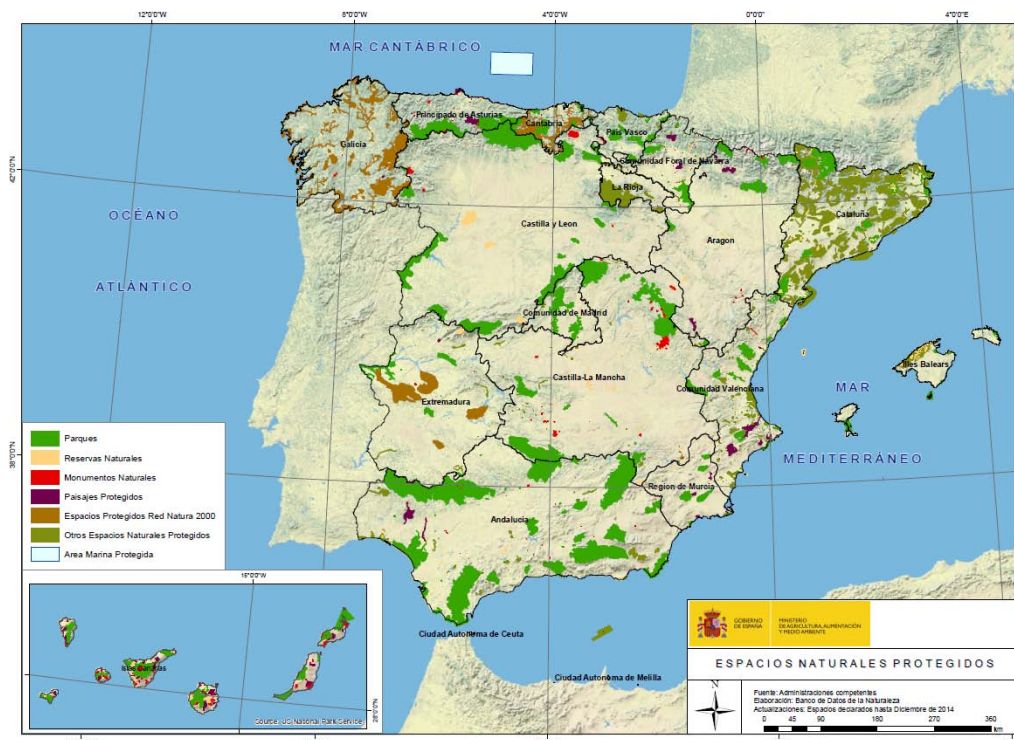 12°0'0"W
8°0'0"W
4°0'0"W
0°0'0"
4°0'0"E
MAR CANTÁBRICO
Principado de Asturias
Cantabria
Pais Vasco
Galicia
Comunidad Foral de Navarra
42°0'0"N
La Rioja
OCÉANO
ATLÁNTICO
Castilla y Leon
Cataluña
Aragon
Comunidad de Madrid
Castilla-La Mancha
Comunidad Valenciana
Illes Balears
MAR
MEDITERRÁNEO
Extremadura
38°0'0"N
Region de Murcia
Andalucía
Parques
Reservas Naturales
Monumentos Naturales
Paisajes Protegidos
Espacios Protegidos Red Natura 2000
Otros Espacios Naturales Protegidos
Area Marina Protegida
16°0'0"W
Islas Canarias
28°0'0"N
Source: US National Park Service
Ciudad Autonoma de Ceuta
Ciudad Autonoma de Melilla
GOBIERNO
DE ESPAÑA
MINISTERIO
DE AGRICULTURA, ALIMENTACIÓN
Y MEDIO AMBIENTE
ESPACIOS NATURALES PROTEGIDOS
N
Fuente: Administraciones competentes
Elaboración: Banco de Datos de la Naturaleza
Actualizaciones: Espacios declarados hasta Diciembre de 2014
0 45 90 180 270 360
km